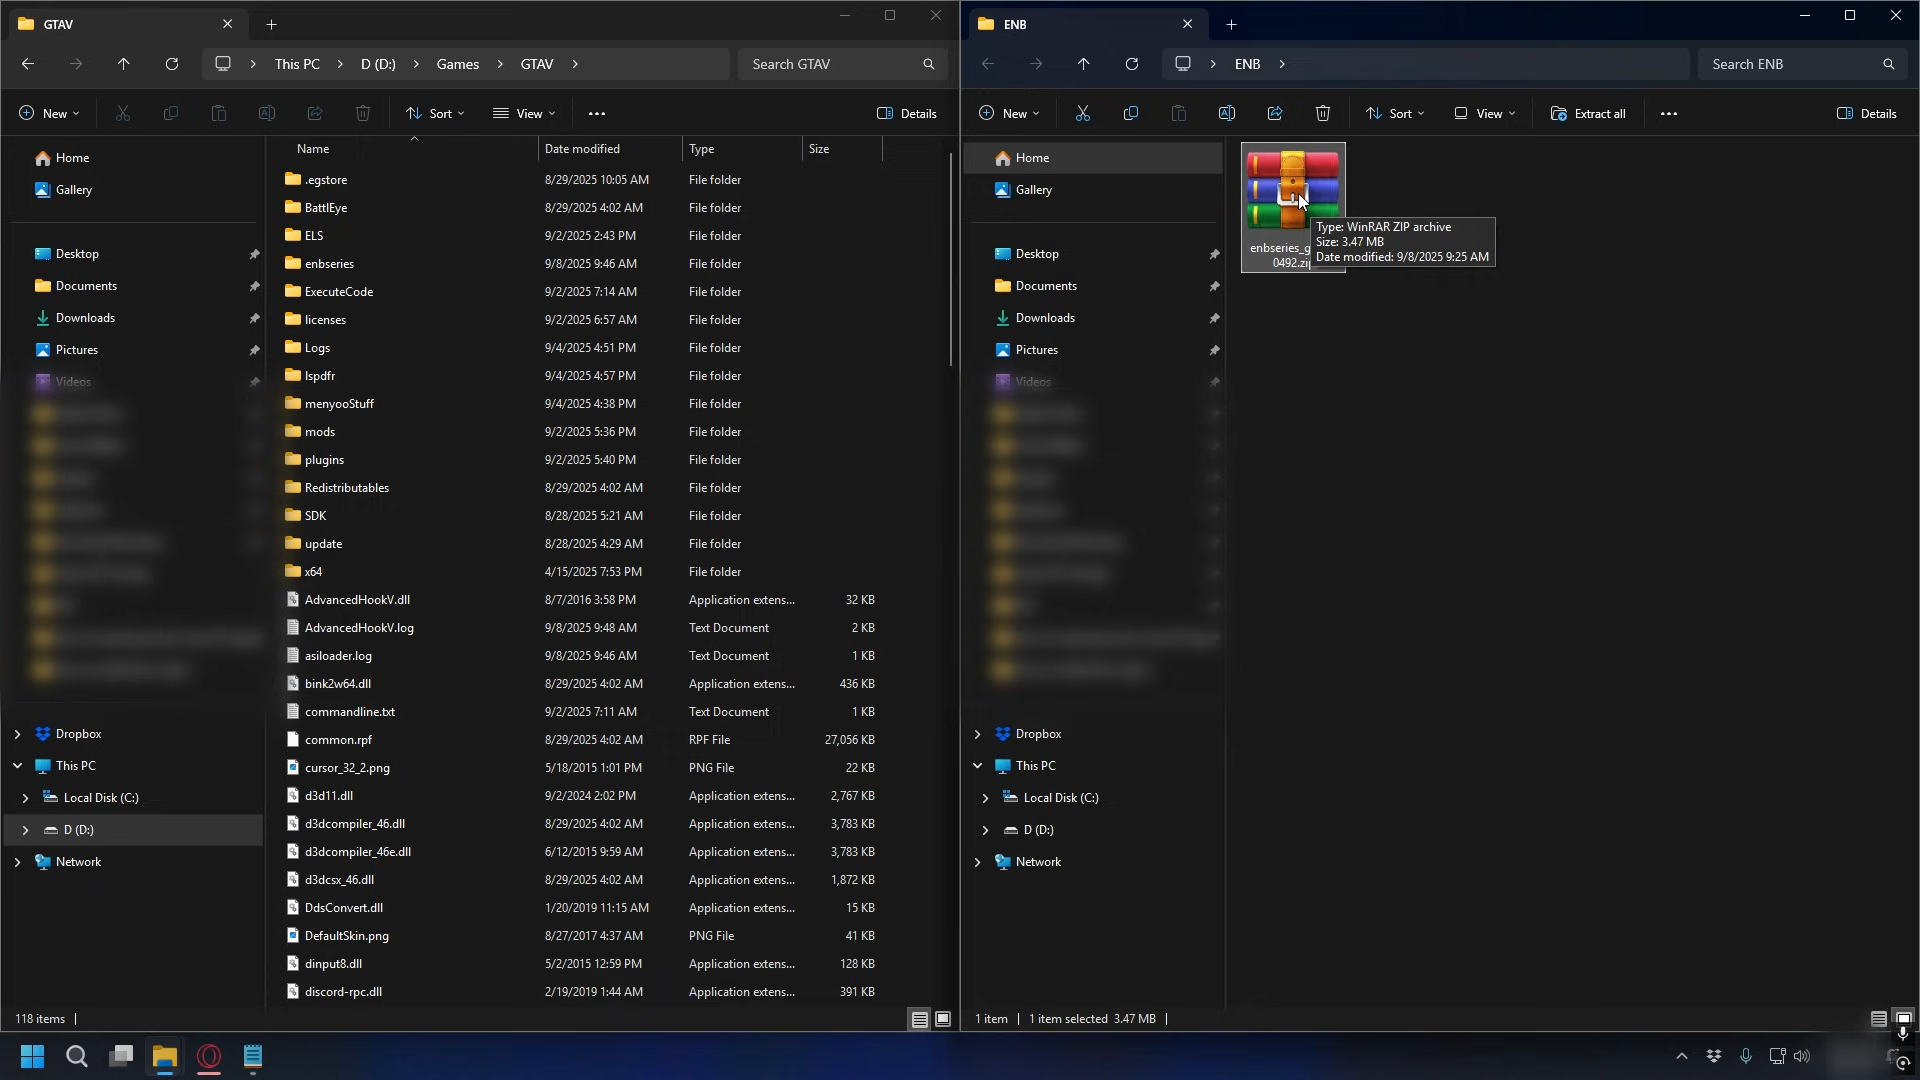 GTAV
This PC
D (D:)
Games
GTAV
Search GTAV
New
Sort
View
Details
Home
Gallery
Desktop
Documents
Downloads
Pictures
Videos
Dropbox
This PC
Local Disk (C:)
D (D:)
Network
Name Date modified Type Size
.egstore 8/29/2025 10:05 AM File folder
BattlEye 8/29/2025 4:02 AM File folder
ELS 9/2/2025 2:43 PM File folder
enbseries 9/8/2025 9:46 AM File folder
ExecuteCode 9/2/2025 7:14 AM File folder
licenses 9/2/2025 6:57 AM File folder
Logs 9/4/2025 4:51 PM File folder
lspdfr 9/4/2025 4:57 PM File folder
menyooStuff 9/4/2025 4:38 PM File folder
mods 9/2/2025 5:36 PM File folder
plugins 9/2/2025 5:40 PM File folder
Redistributables 8/29/2025 4:02 AM File folder
SDK 8/28/2025 5:21 AM File folder
update 8/28/2025 4:29 AM File folder
x64 4/15/2025 7:53 PM File folder
AdvancedHookV.dll 8/7/2016 3:58 PM Application extens... 32 KB
AdvancedHookV.log 9/8/2025 9:48 AM Text Document 2 KB
asiloader.log 9/8/2025 9:46 AM Text Document 1 KB
bink2w64.dll 8/29/2025 4:02 AM Application extens... 436 KB
commandline.txt 9/2/2025 7:11 AM Text Document 1 KB
common.rpf 8/29/2025 4:02 AM RPF File 27,056 KB
cursor_32_2.png 5/18/2015 1:01 PM PNG File 22 KB
d3d11.dll 9/2/2024 2:02 PM Application extens... 2,767 KB
d3dcompiler_46.dll 8/29/2025 4:02 AM Application extens... 3,783 KB
d3dcompiler_46e.dll 6/12/2015 9:59 AM Application extens... 3,783 KB
d3dcsx_46.dll 8/29/2025 4:02 AM Application extens... 1,872 KB
DdsConvert.dll 1/20/2019 11:15 AM Application extens... 15 KB
DefaultSkin.png 8/27/2017 4:37 AM PNG File 41 KB
dinput8.dll 5/2/2015 12:59 PM Application extens... 128 KB
discord-rpc.dll 2/19/2019 1:44 AM Application extens... 391 KB
118 items
ENB
ENB
Search ENB
New
Sort
View
Extract all
Details
Home
Gallery
Desktop
Documents
Downloads
Pictures
Videos
Dropbox
This PC
Local Disk (C:)
D (D:)
Network
enbseries_g
0492.zip
Type: WinRAR ZIP archive
Size: 3.47 MB
Date modified: 9/8/2025 9:25 AM
1 item
1 item selected 3.47 MB